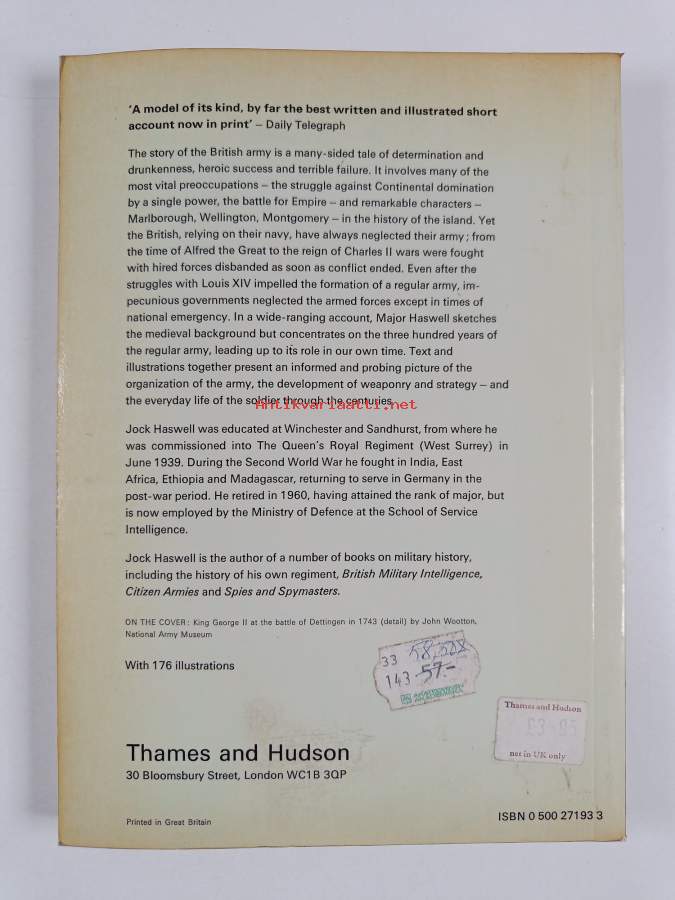 'A model of its kind, by far the best written and illustrated short
account now in print' – Daily Telegraph
The story of the British army is a many-sided tale of determination and
drunkenness, heroic success and terrible failure. It involves many of the
most vital preoccupations – the struggle against Continental domination
by a single power, the battle for Empire – and remarkable characters –
Marlborough, Wellington, Montgomery – in the history of the island. Yet
the British, relying on their navy, have always neglected their army; from
the time of Alfred the Great to the reign of Charles II wars were fought
with hired forces disbanded as soon as conflict ended. Even after the
struggles with Louis XIV impelled the formation of a regular army, im-
pecunious governments neglected the armed forces except in times of
national emergency. In a wide-ranging account, Major Haswell sketches
the medieval background but concentrates on the three hundred years of
the regular army, leading up to its role in our own time. Text and
illustrations together present an informed and probing picture of the
organization of the army, the development of weaponry and strategy – and
the everyday life of the soldier through the centuries.
Antikvariaatti.net
Jock Haswell was educated at Winchester and Sandhurst, from where he
was commissioned into The Queen's Royal Regiment (West Surrey) in
June 1939. During the Second World War he fought in India, East
Africa, Ethiopia and Madagascar, returning to serve in Germany in the
post-war period. He retired in 1960, having attained the rank of major, but
is now employed by the Ministry of Defence at the School of Service
Intelligence.
Jock Haswell is the author of a number of books on military history,
including the history of his own regiment, British Military Intelligence,
Citizen Armies and Spies and Spymasters.
ON THE COVER: King George II at the battle of Dettingen in 1743 (detail) by John Wootton,
National Army Museum
With 176 illustrations
33
143 57.-
Thames and Hudson
£3.95
not in UK only
Thames and Hudson
30 Bloomsbury Street, London WC1B 3QP
Printed in Great Britain
ISBN 0 500 27193 3